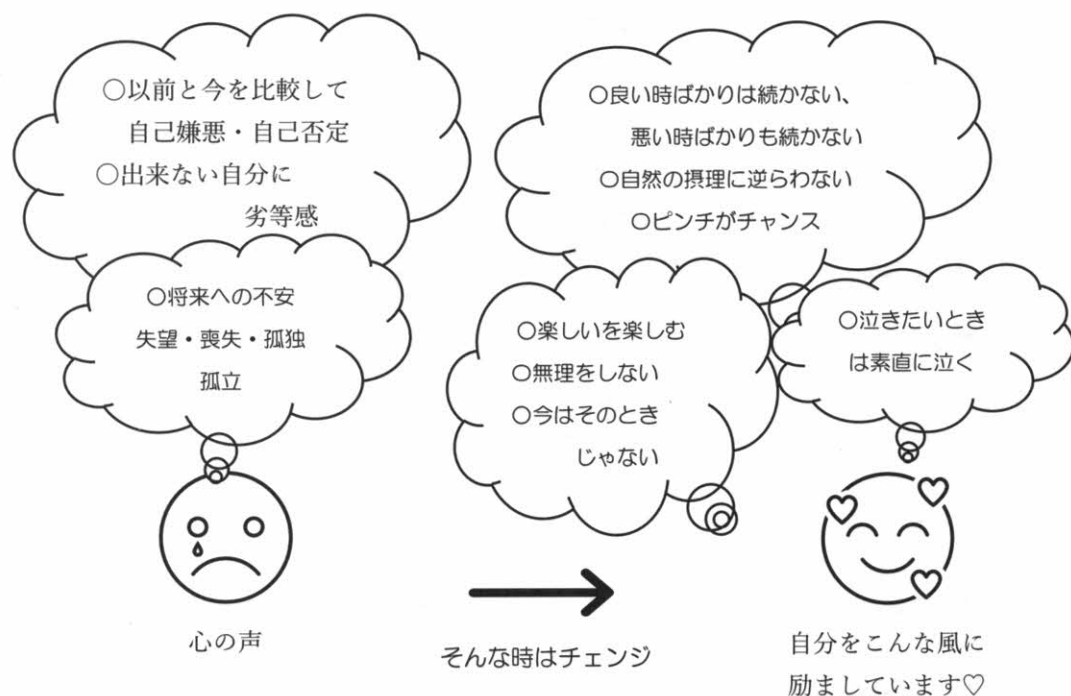 ○以前と今を比較して
自己嫌悪・自己否定
○出来ない自分に
劣等感
○将来への不安
失望・喪失・孤独
孤立
心の声
そんな時はチェンジ
○良い時ばかりは続かない、
悪い時ばかりも続かない
○自然の摂理に逆らわない
○ピンチがチャンス
○楽しいを楽しむ
○無理をしない
○今はそのとき
じゃない
○泣きたいとき
は素直に泣く
自分をこんな風に
励ましています♡